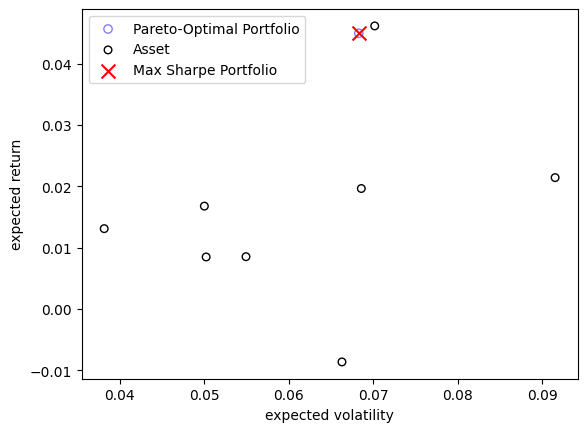 Pareto-Optimal Portfolio
Asset
Max Sharpe Portfolio
expected return
0.04
0.03
0.02
0.01
0.00
−0.01
0.04 0.05 0.06 0.07 0.08 0.09
expected volatility